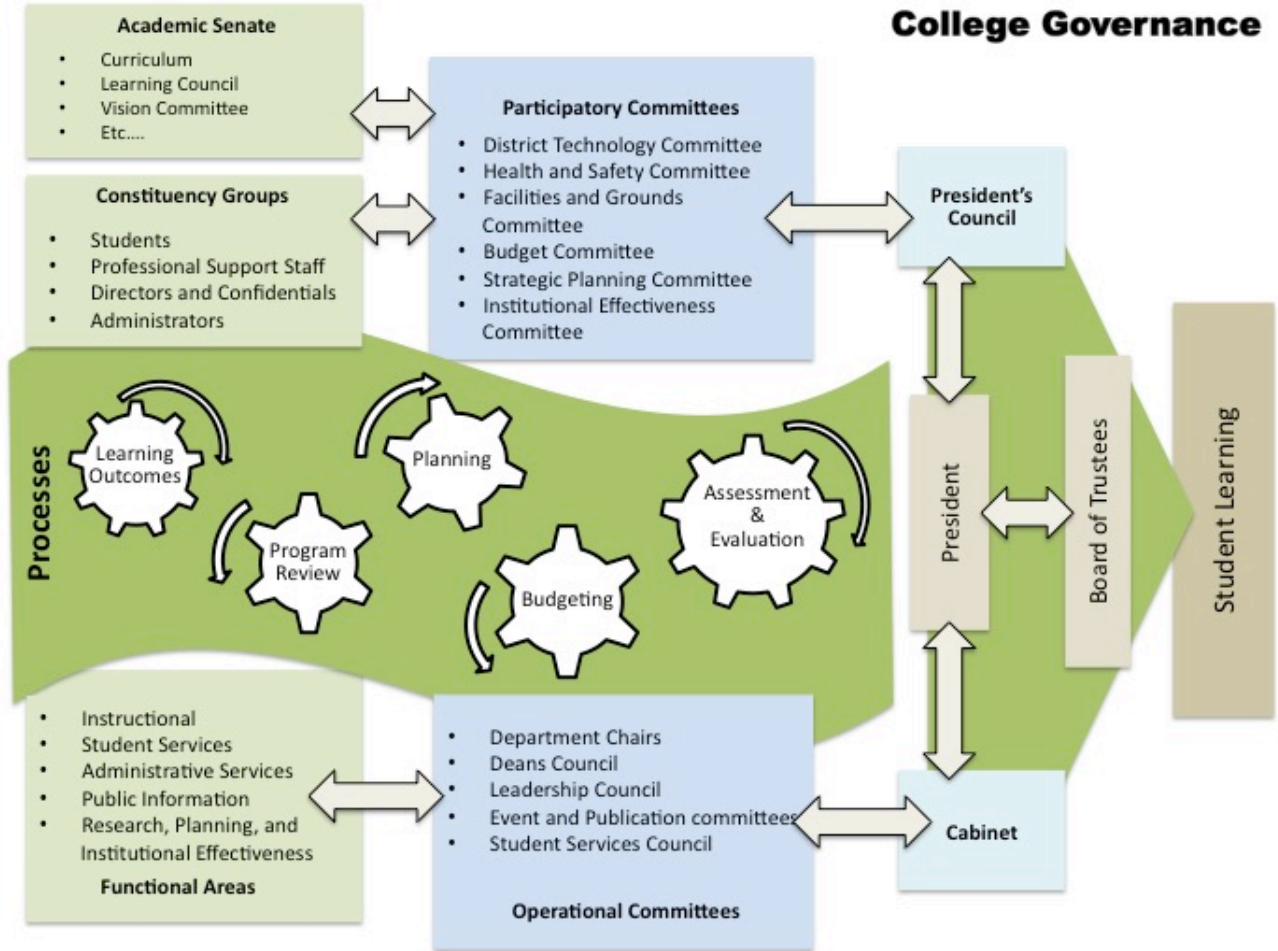 College Governance
Academic Senate
• Curriculum
• Learning Council
• Vision Committee
• Etc....
Constituency Groups
• Students
• Professional Support Staff
• Directors and Confidentials
• Administrators
Participatory Committees
• District Technology Committee
• Health and Safety Committee
• Facilities and Grounds
Committee
• Budget Committee
• Strategic Planning Committee
• Institutional Effectiveness
Committee
President's
Council
Processes
Learning
Outcomes
Program
Review
Planning
Budgeting
Assessment
&
Evaluation
President
Board of Trustees
Student Learning
• Instructional
• Student Services
• Administrative Services
• Public Information
• Research, Planning, and
Institutional Effectiveness
Functional Areas
• Department Chairs
• Deans Council
• Leadership Council
• Event and Publication committees
• Student Services Council
Operational Committees
Cabinet